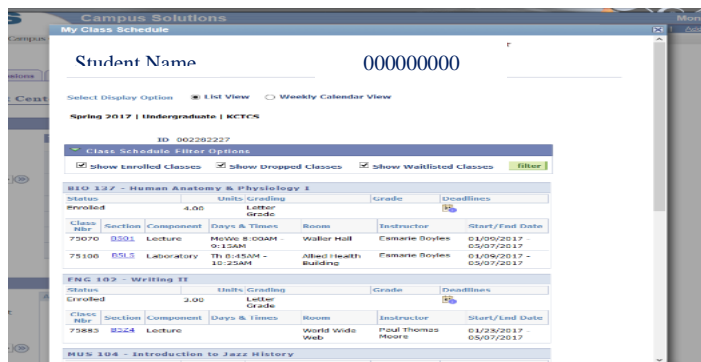 Campus Solutions
Mon
My Class Schedule
Campus
Student Name 000000000
Select Display Option List View Weekly Calendar View
Spring 2017 | Undergraduate | KCTCS
ID 002292227
Class Schedule Filter Options
Show Enrolled Classes Show Dropped Classes Show Waitlisted Classes filter
BIO 137 - Human Anatomy & Physiology I
Status Units Grading Grade Deadlines
Enrolled 4.00 Letter Grade
Class Nbr Section Component Days & Times Room Instructor Start/End Date
75070 B501 Lecture MoWe 8:00AM - 9:15AM Waller Hall Esmarie Boyles 01/09/2017 - 05/07/2017
75108 B5L5 Laboratory Th 8:45AM - 10:25AM Allied Health Building Esmarie Boyles 01/09/2017 - 05/07/2017
ENG 102 - Writing II
Status Units Grading Grade Deadlines
Enrolled 3.00 Letter Grade
Class Nbr Section Component Days & Times Room Instructor Start/End Date
75885 B5Z4 Lecture World Wide Web Paul Thomas Moore 01/23/2017 - 05/07/2017
MUS 104 - Introduction to Jazz History